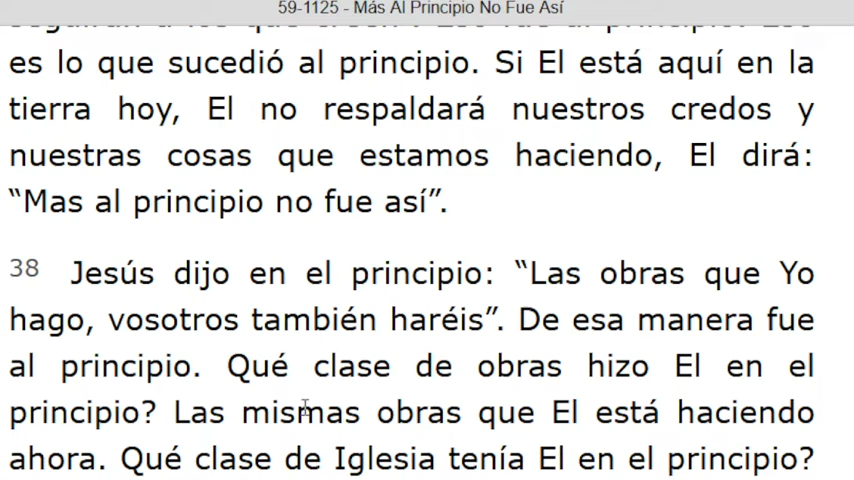 59-1125 - Más Al Principio No Fue Así
es lo que sucedió al principio. Si El está aquí en la
tierra hoy, El no respaldará nuestros credos y
nuestras cosas que estamos haciendo, El dirá:
“Mas al principio no fue así”.
38 Jesús dijo en el principio: “Las obras que Yo
hago, vosotros también haréis”. De esa manera fue
al principio. Qué clase de obras hizo El en el
principio? Las mismas obras que El está haciendo
ahora. Qué clase de Iglesia tenía El en el principio?